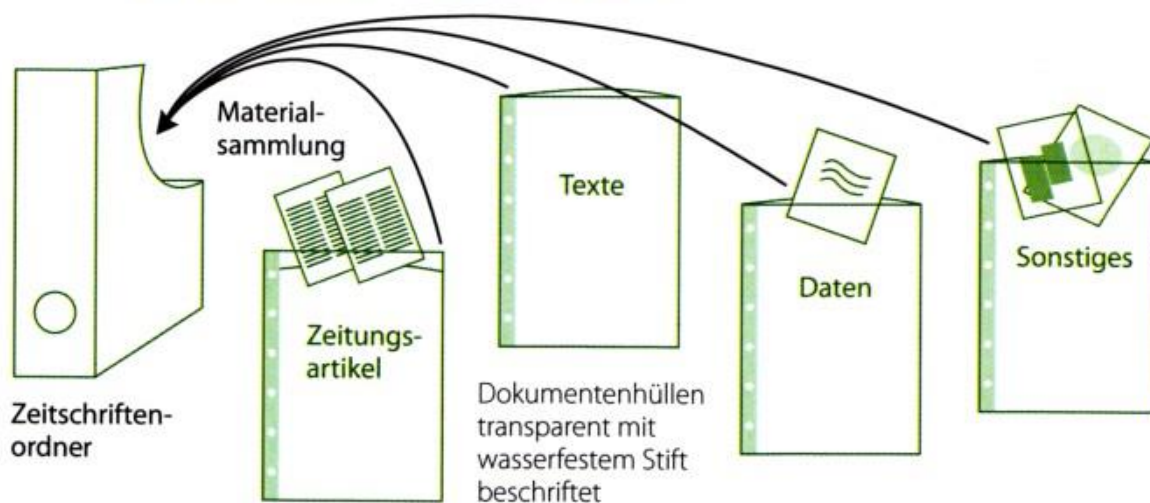 Material-
sammlung
Zeitschriften-
ordner
Zeitungs-
artikel
Texte
Dokumentenhüllen
transparent mit
wasserfestem Stift
beschriftet
Daten
Sonstiges